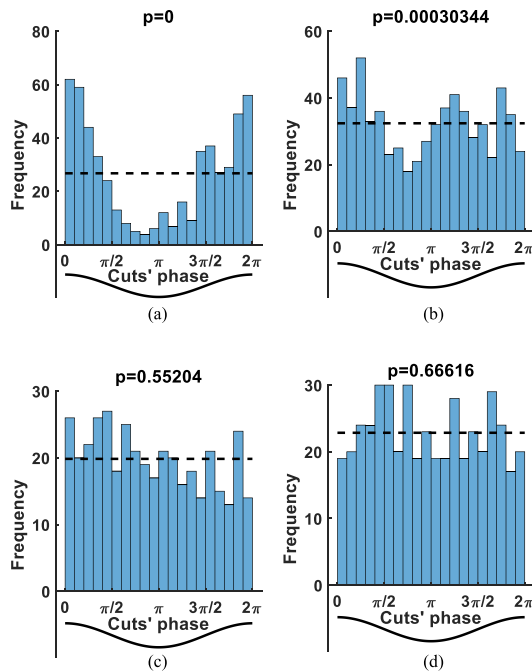 p=0
80
60
40
20
0
Frequency
0 π/2 π 3π/2 2π
Cuts' phase
(a)
p=0.00030344
60
40
20
0
Frequency
0 π/2 π 3π/2 2π
Cuts' phase
(b)
p=0.55204
30
20
10
0
Frequency
0 π/2 π 3π/2 2π
Cuts' phase
(c)
p=0.66616
30
20
10
0
Frequency
0 π/2 π 3π/2 2π
Cuts' phase
(d)